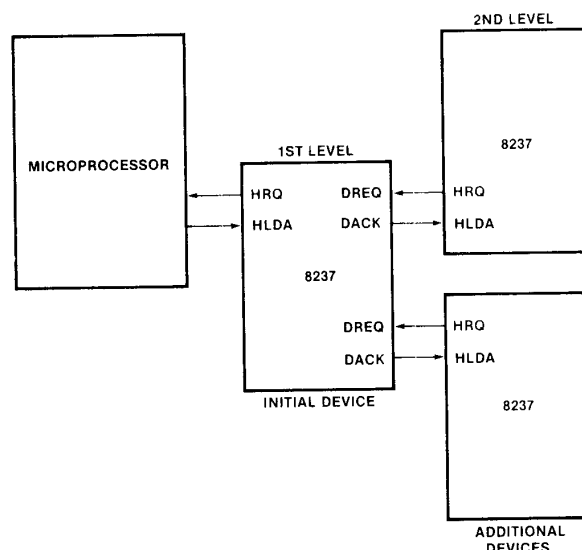 2ND LEVEL
8237
HRQ
HLDA
MICROPROCESSOR
1ST LEVEL
HRQ
HLDA
DREQ
DACK
8237
DREQ
DACK
INITIAL DEVICE
HRQ
HLDA
8237
ADDITIONAL
DEVICES